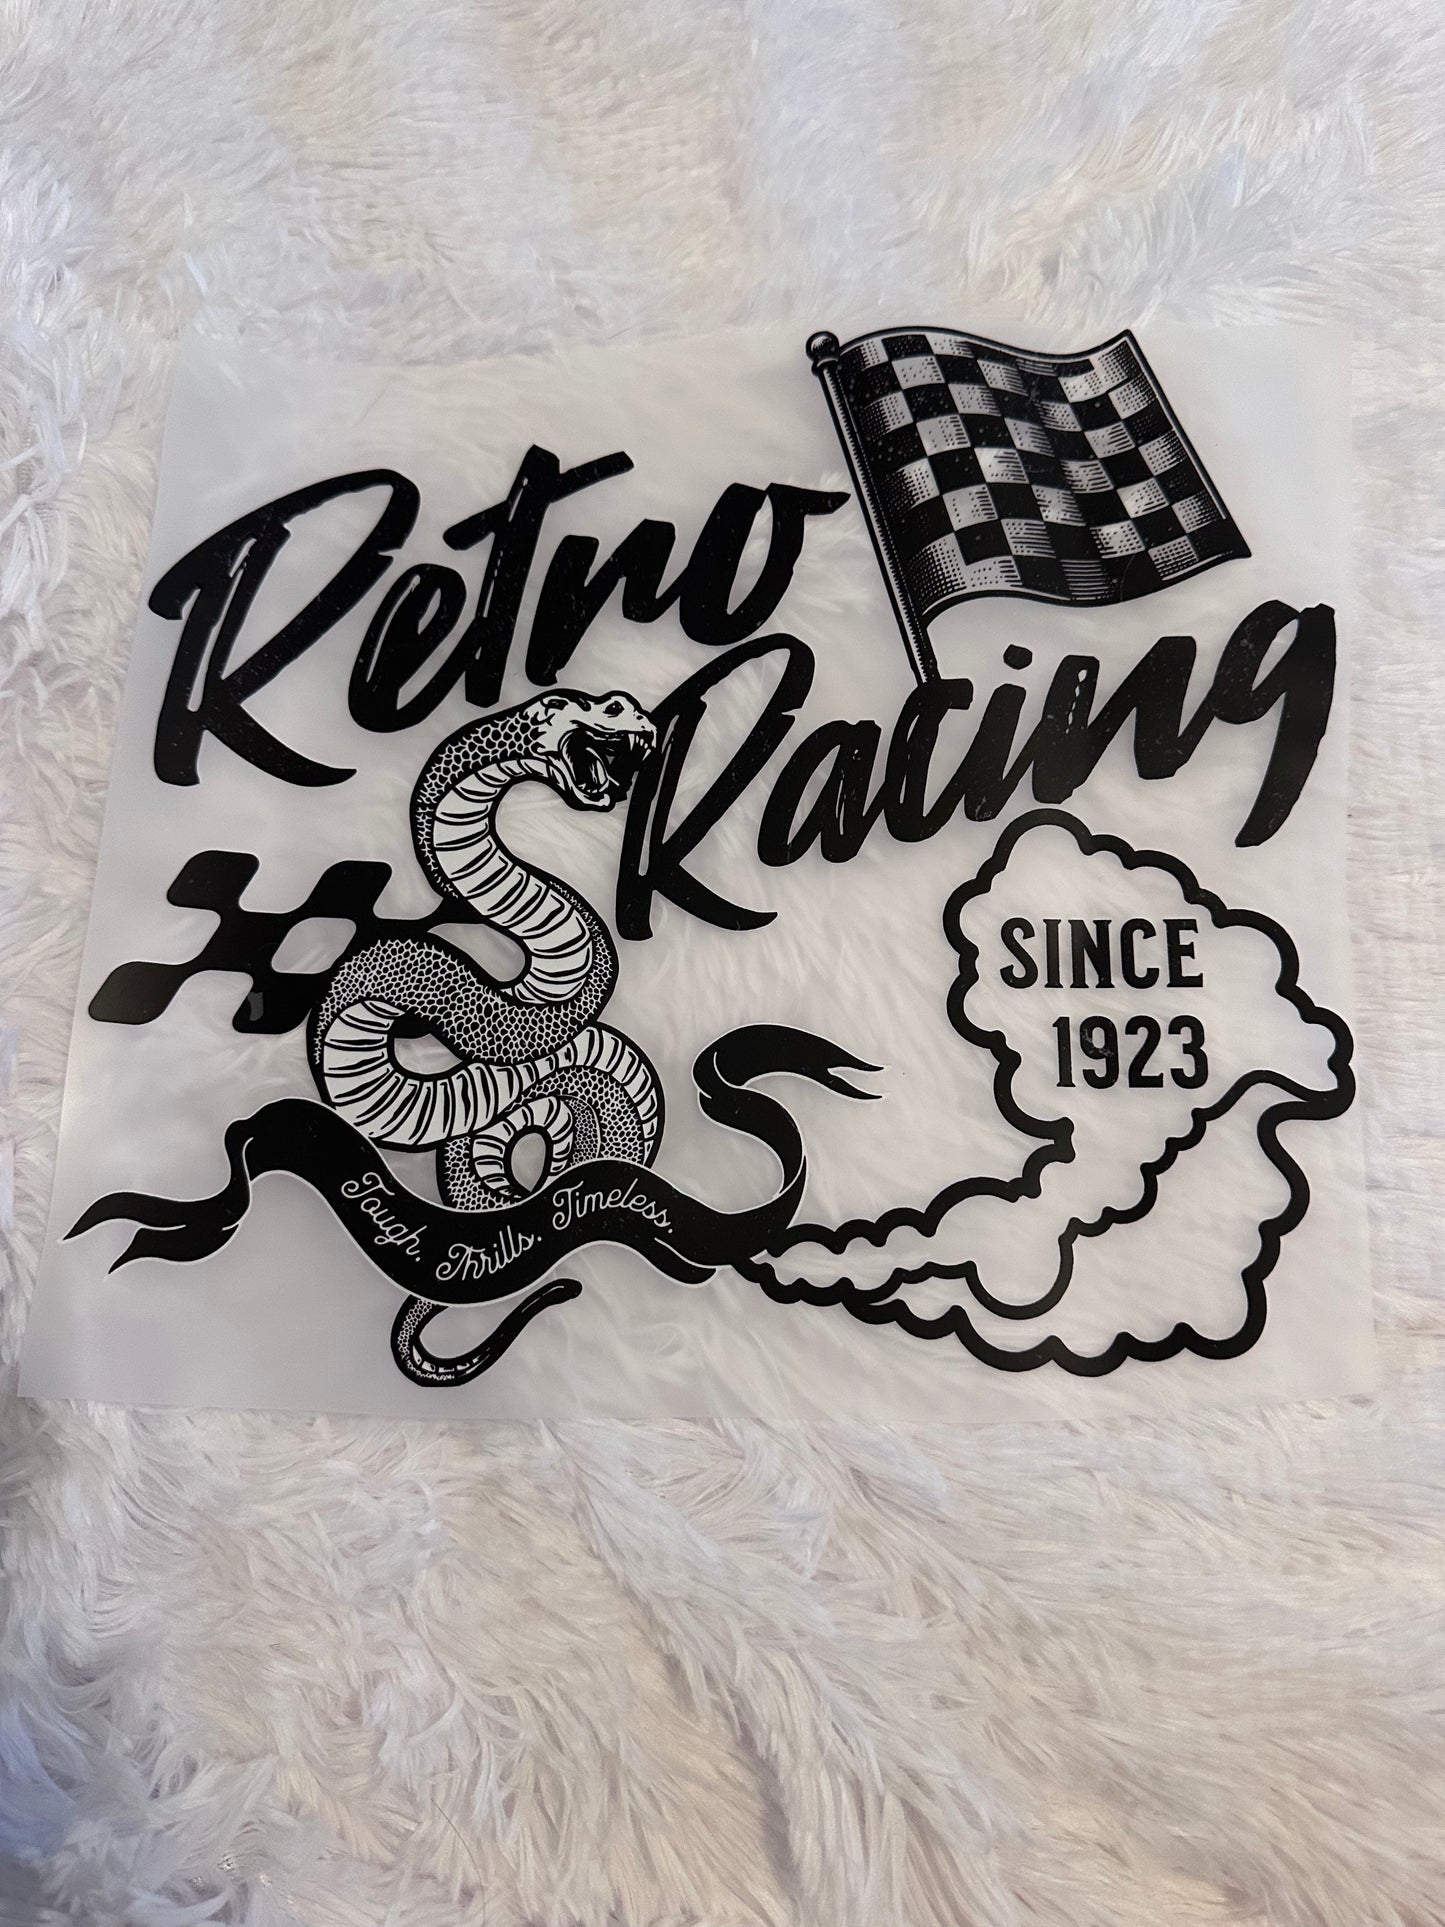 Retro
Racing
SINCE
1923
Tough. Thrills. Timeless.